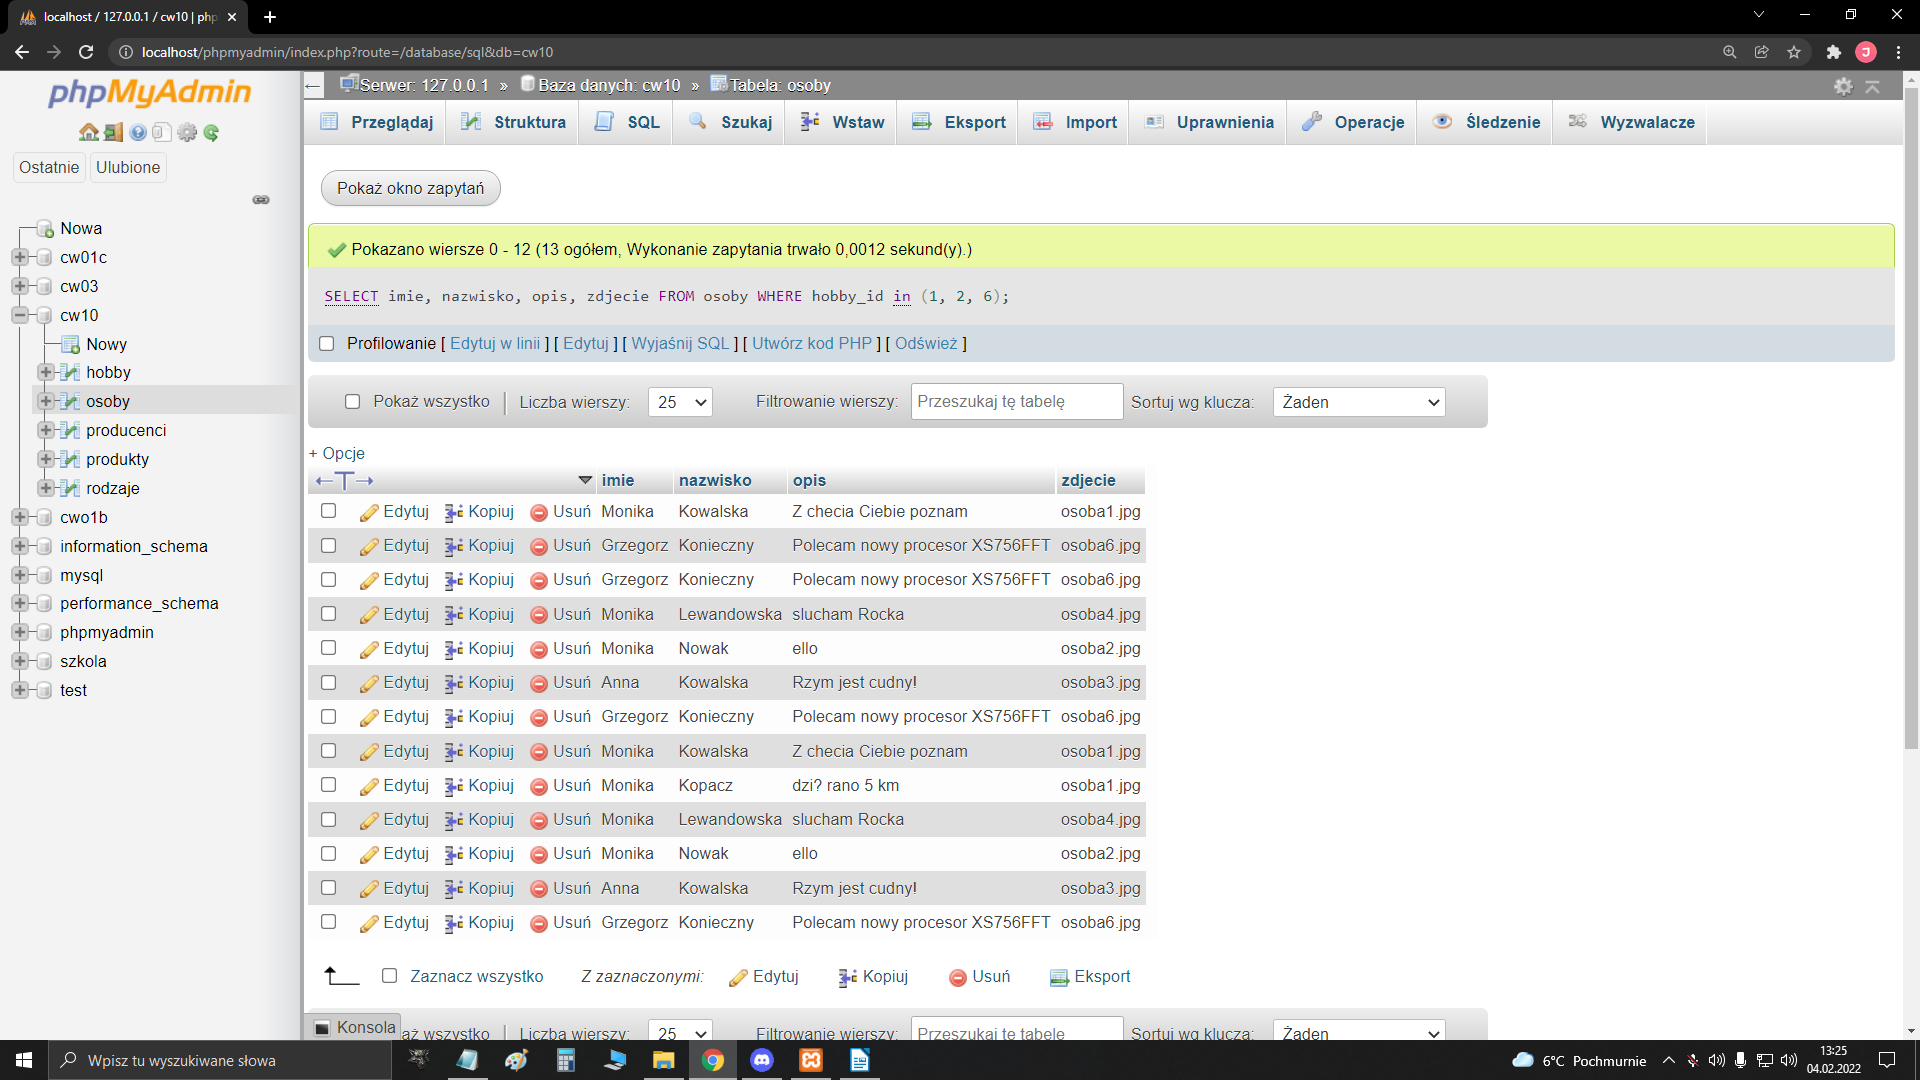 localhost / 127.0.0.1 / cw10 | php
localhost/phpmyadmin/index.php?route=/database/sql&db=cw10
J
phpMyAdmin
Ostatnie Ulubione
Nowa
cw01c
cw03
cw10
Nowy
hobby
osoby
producenci
produkty
rodzaje
cwo1b
information_schema
mysql
performance_schema
phpmyadmin
szkola
test
Serwer: 127.0.0.1 » Baza danych: cw10 » Tabela: osoby
Przeglądaj Struktura SQL Szukaj Wstaw Eksport Import Uprawnienia Operacje Śledzenie Wyzwalacze
Pokaż okno zapytań
Pokazano wiersze 0 - 12 (13 ogółem, Wykonanie zapytania trwało 0,0012 sekund(y).)
SELECT imie, nazwisko, opis, zdjecie FROM osoby WHERE hobby_id in (1, 2, 6);
Profilowanie [ Edytuj w linii ] [ Edytuj ] [ Wyjaśnij SQL ] [ Utwórz kod PHP ] [ Odśwież ]
Pokaż wszystko | Liczba wierszy: 25 Filtrowanie wierszy: Przeszukaj tę tabelę Sortuj wg klucza: Żaden
+ Opcje
←T→ imie nazwisko opis zdjecie
Edytuj Kopiuj Usuń Monika Kowalska Z checia Ciebie poznam osoba1.jpg
Edytuj Kopiuj Usuń Grzegorz Konieczny Polecam nowy procesor XS756FFT osoba6.jpg
Edytuj Kopiuj Usuń Grzegorz Konieczny Polecam nowy procesor XS756FFT osoba6.jpg
Edytuj Kopiuj Usuń Monika Lewandowska slucham Rocka osoba4.jpg
Edytuj Kopiuj Usuń Monika Nowak ello osoba2.jpg
Edytuj Kopiuj Usuń Anna Kowalska Rzym jest cudny! osoba3.jpg
Edytuj Kopiuj Usuń Grzegorz Konieczny Polecam nowy procesor XS756FFT osoba6.jpg
Edytuj Kopiuj Usuń Monika Kowalska Z checia Ciebie poznam osoba1.jpg
Edytuj Kopiuj Usuń Monika Kopacz dzi? rano 5 km osoba1.jpg
Edytuj Kopiuj Usuń Monika Lewandowska slucham Rocka osoba4.jpg
Edytuj Kopiuj Usuń Monika Nowak ello osoba2.jpg
Edytuj Kopiuj Usuń Anna Kowalska Rzym jest cudny! osoba3.jpg
Edytuj Kopiuj Usuń Grzegorz Konieczny Polecam nowy procesor XS756FFT osoba6.jpg
Zaznacz wszystko Z zaznaczonymi: Edytuj Kopiuj Usuń Eksport
Konsola aż wszystko | Liczba wierszy: 25 Filtrowanie wierszy: Przeszukaj tę tabelę Sortuj wg klucza: Żaden
Wpisz tu wyszukiwane słowa
6°C Pochmurnie
13:25
04.02.2022